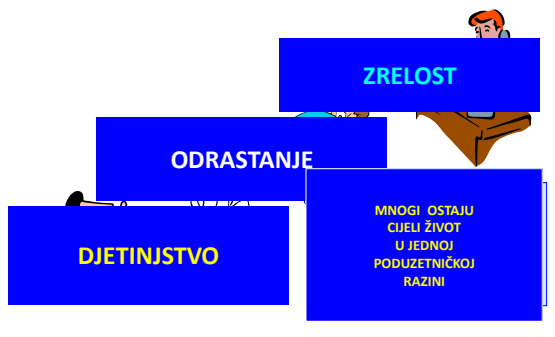 ZRELOST
ODRASTANJE
DJETINJSTVO
MNOGI OSTAJU
CIJELI ŽIVOT
U JEDNOJ
PODUZETNIČKOJ
RAZINI